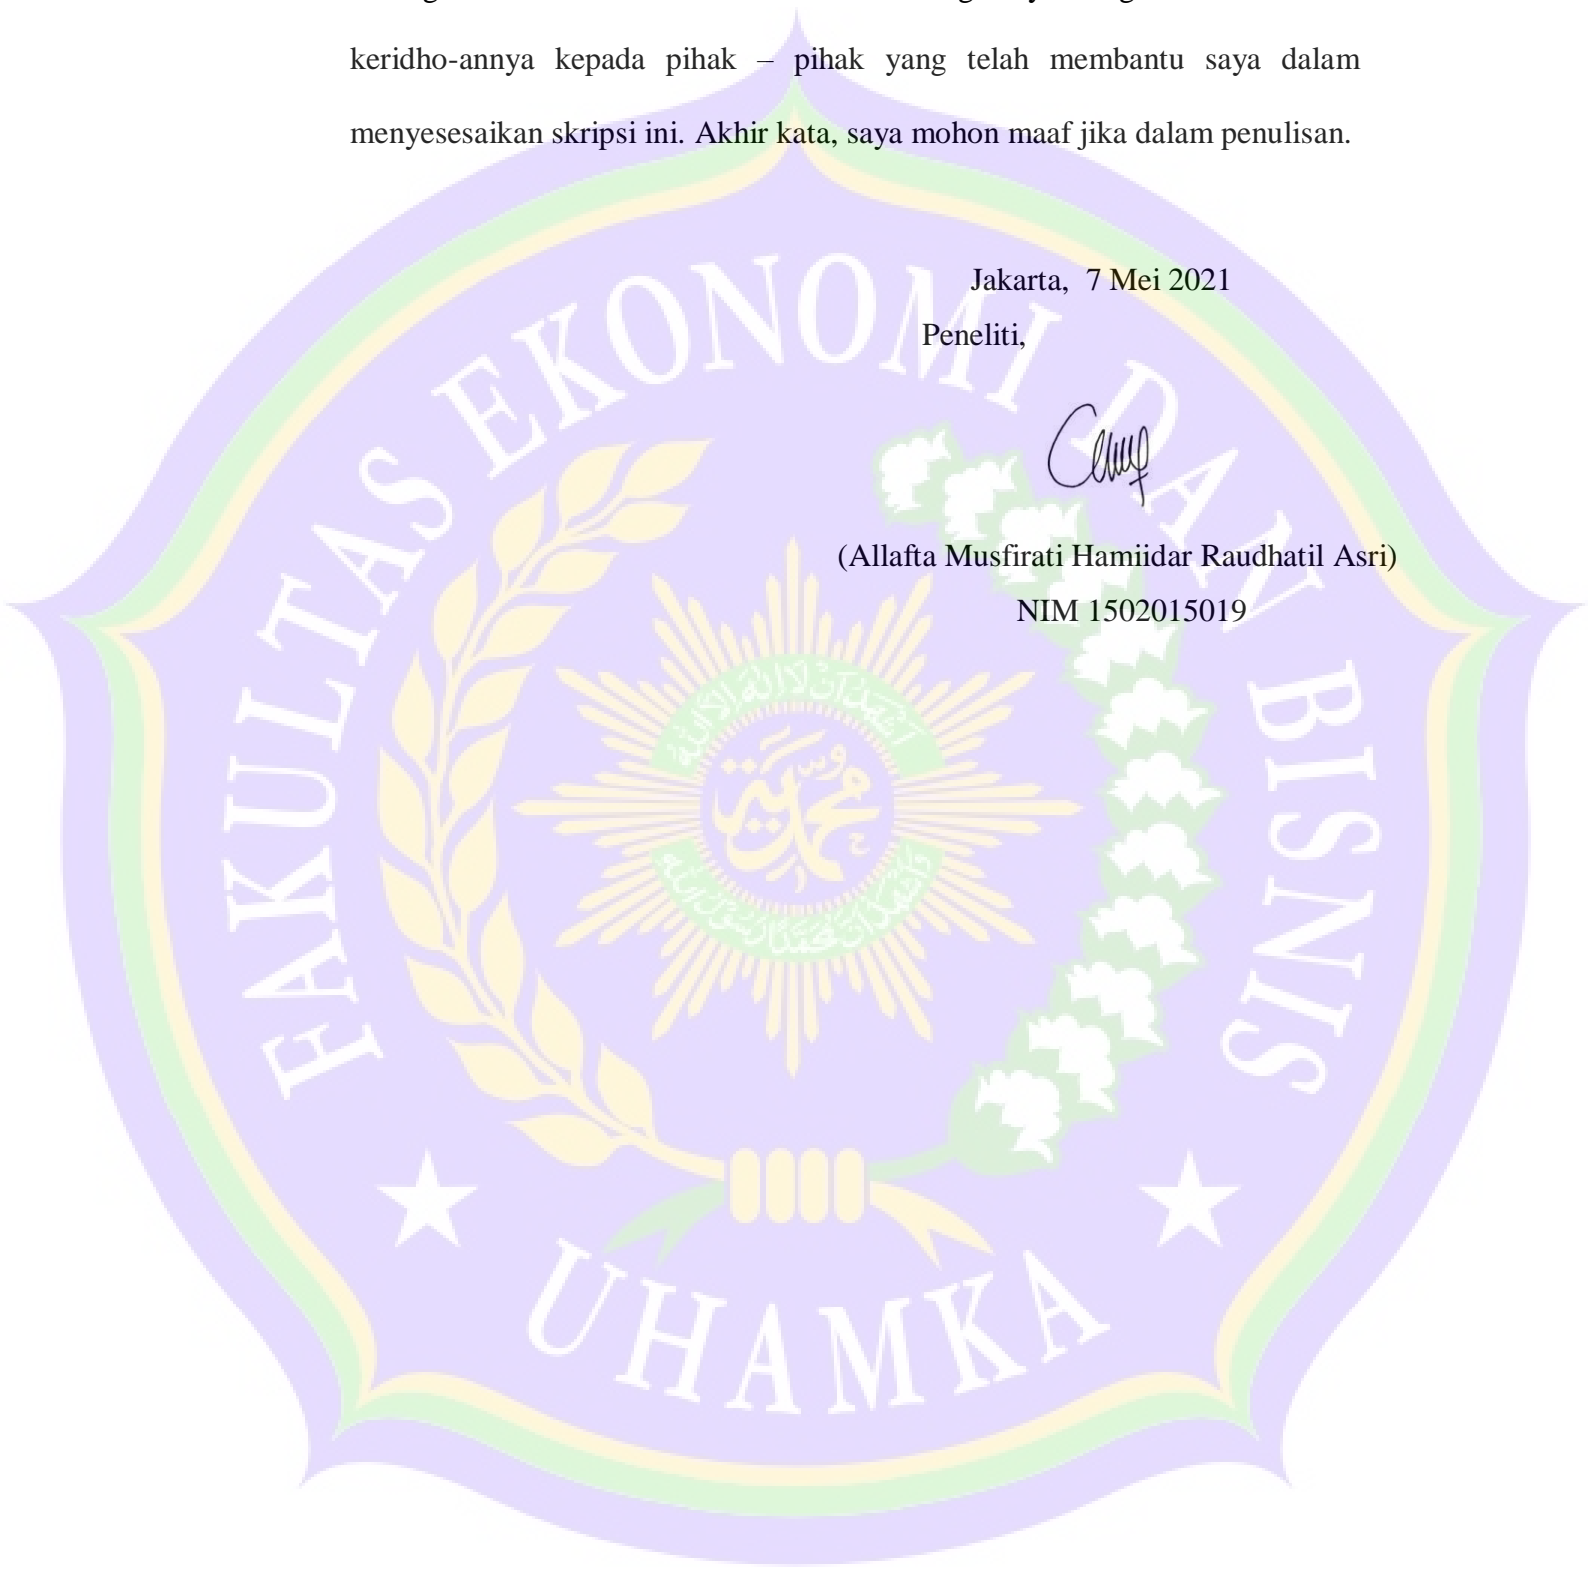 keridho-annya kepada pihak – pihak yang telah membantu saya dalam
menyesesaikan skripsi ini. Akhir kata, saya mohon maaf jika dalam penulisan.
Jakarta, 7 Mei 2021
Peneliti,
(Allafta Musfirati Hamiidar Raudhatil Asri)
NIM 1502015019
FAKULTAS EKONOMI DAN BISNIS
محمدية
UHAMKA